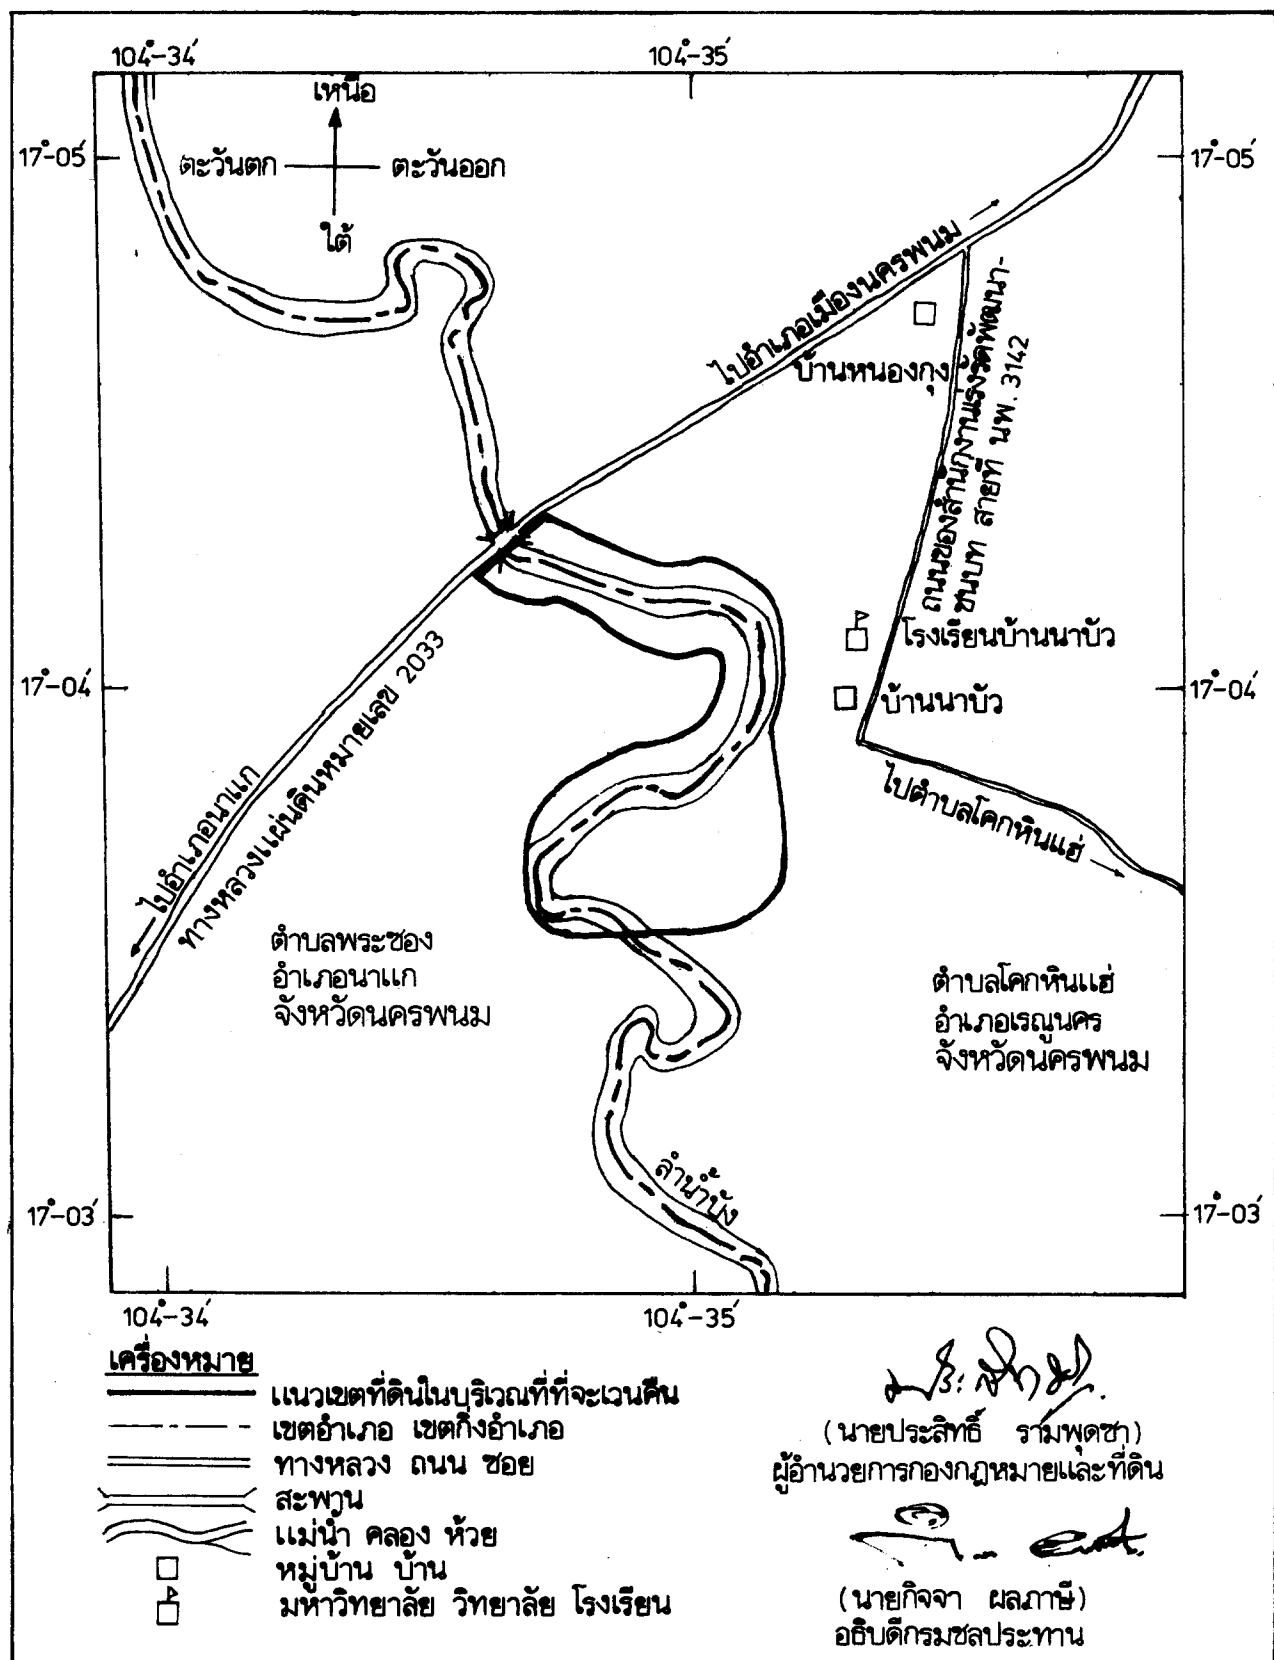 104°-34′
104°-35′
เหนือ
17°-05′
ตะวันตก
ตะวันออก
17°-05′
ใต้
ไปอำเภอเมืองนครพนม
บ้านหนองกุง
ถนนของสำนักงานเร่งรัดพัฒนา-
ชนบท สายที่ นพ. 3142
โรงเรียนบ้านนาบัว
17°-04′
บ้านนาบัว
17°-04′
ไปอำเภอนาแก
ทางหลวงแผ่นดินหมายเลข 2033
ไปตำบลโคกหินแฮ่
ตำบลพระซอง
อำเภอนาแก
จังหวัดนครพนม
ตำบลโคกหินแฮ่
อำเภอเรณูนคร
จังหวัดนครพนม
ลำน้ำบัง
17°-03′
17°-03′
104°-34′
104°-35′
เครื่องหมาย
แนวเขตที่ดินในบริเวณที่ที่จะเวนคืน
เขตอำเภอ เขตกิ่งอำเภอ
ทางหลวง ถนน ซอย
สะพาน
แม่น้ำ คลอง ห้วย
หมู่บ้าน บ้าน
มหาวิทยาลัย วิทยาลัย โรงเรียน
(นายประสิทธิ์ รามพุดซา)
ผู้อำนวยการกองกฎหมายและที่ดิน
(นายกิจจา ผลภาษี)
อธิบดีกรมชลประทาน